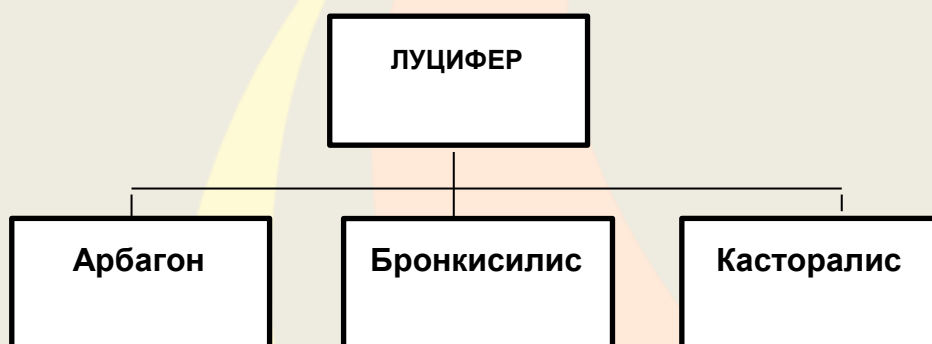 ЛУЦИФЕР
Арбагон
Бронкисилис
Касторалис